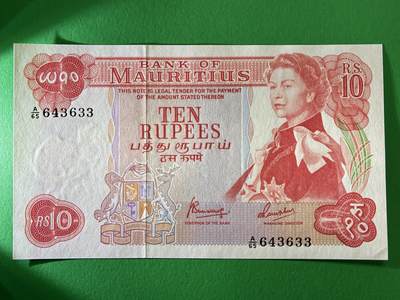 BANK OF
MAURITIUS
THIS NOTE IS LEGAL TENDER FOR THE PAYMENT
OF THE AMOUNT STATED THEREON
R.S.
10
A/65 643633
TEN
RUPEES
பத்து ரூபாய்
दस रूपये
RS 10
GOVERNOR OF THE BANK
MANAGING DIRECTOR
A/65 643633
रु १०